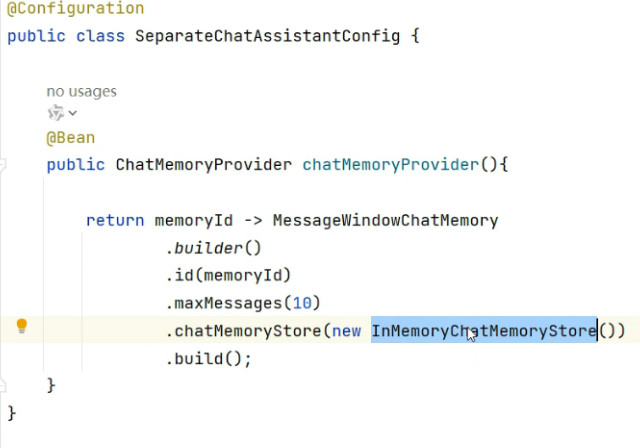 @Configuration
public class SeparateChatAssistantConfig {
no usages
@Bean
public ChatMemoryProvider chatMemoryProvider(){
return memoryId -> MessageWindowChatMemory
.builder()
.id(memoryId)
.maxMessages(10)
.chatMemoryStore(new InMemoryChatMemoryStore())
.build();
}
}